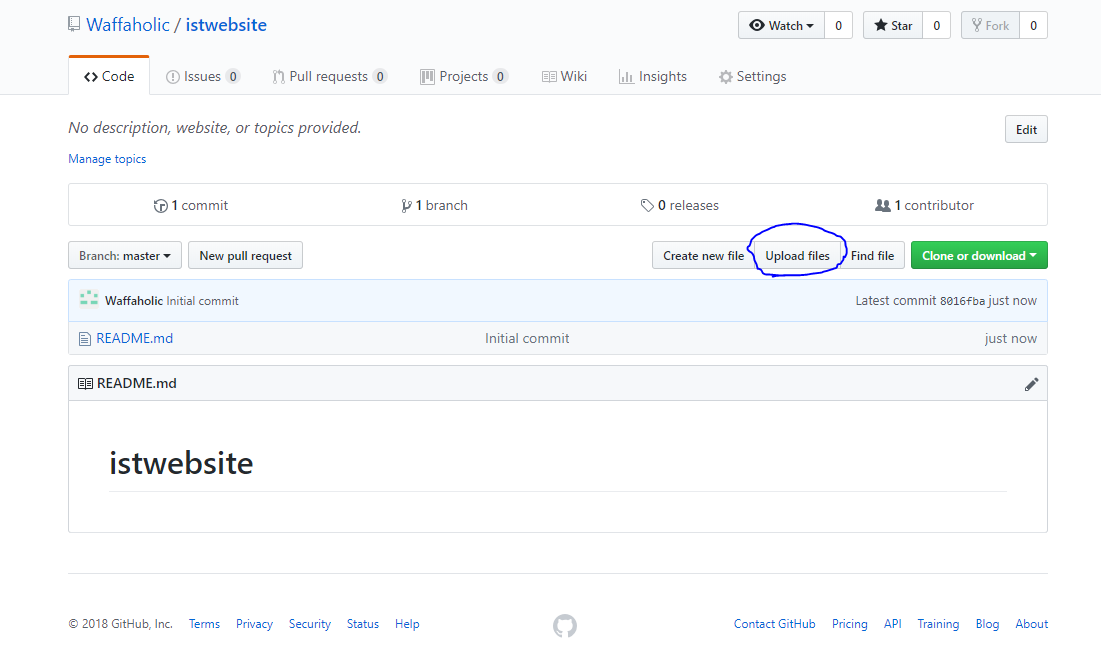 Waffaholic / istwebsite
Watch 0 Star 0 Fork 0
Code Issues 0 Pull requests 0 Projects 0 Wiki Insights Settings
No description, website, or topics provided.
Edit
Manage topics
1 commit 1 branch 0 releases 1 contributor
Branch: master New pull request Create new file Upload files Find file Clone or download
Waffaholic Initial commit Latest commit 8016fba just now
README.md Initial commit just now
README.md
istwebsite
© 2018 GitHub, Inc. Terms Privacy Security Status Help Contact GitHub Pricing API Training Blog About